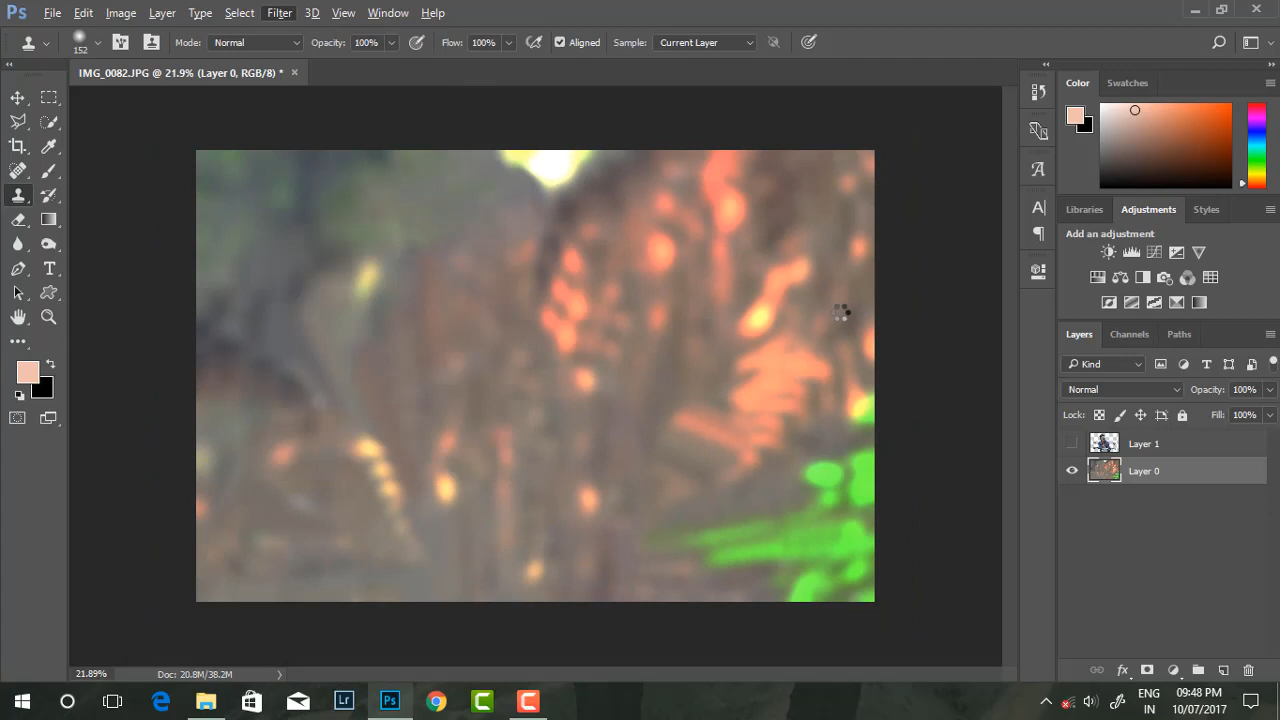 Ps File Edit Image Layer Type Select Filter 3D View Window Help
152 Mode: Normal Opacity: 100% Flow: 100% Aligned Sample: Current Layer
IMG_0082.JPG @ 21.9% (Layer 0, RGB/8) *
Color Swatches
Libraries Adjustments Styles
Add an adjustment
Layers Channels Paths
Kind
Normal Opacity: 100%
Lock: Fill: 100%
Layer 1
Layer 0
21.89% Doc: 20.8M/38.2M
Lr Ps ENG 09:48 PM
IN 10/07/2017